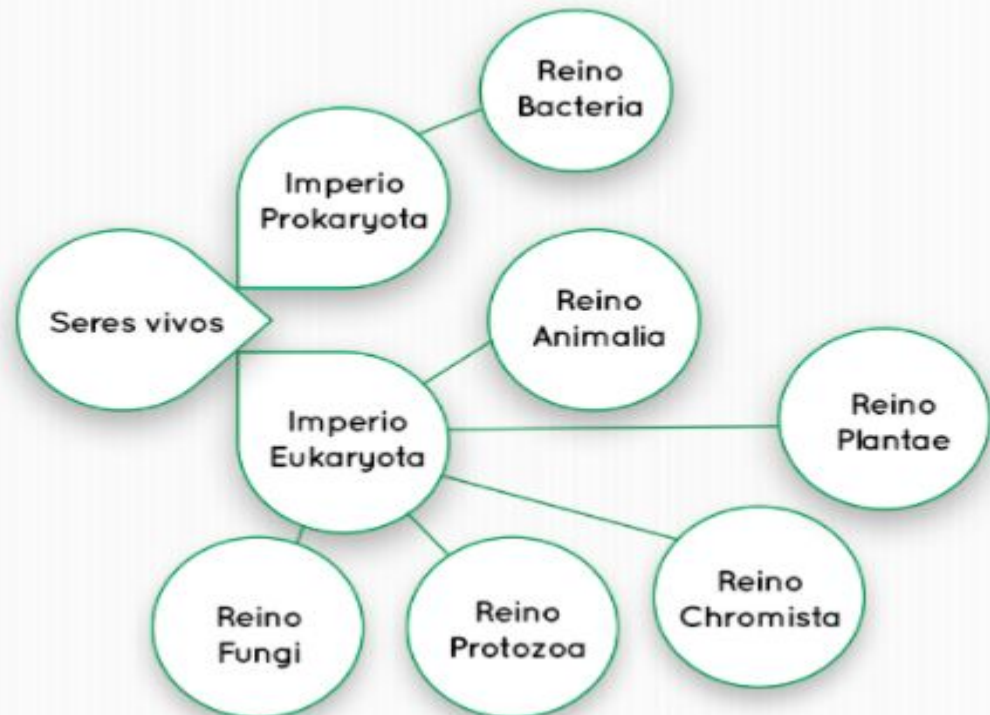 Reino
Bacteria
Imperio
Prokaryota
Seres vivos
Reino
Animalia
Imperio
Eukaryota
Reino
Plantae
Reino
Chromista
Reino
Protozoa
Reino
Fungi